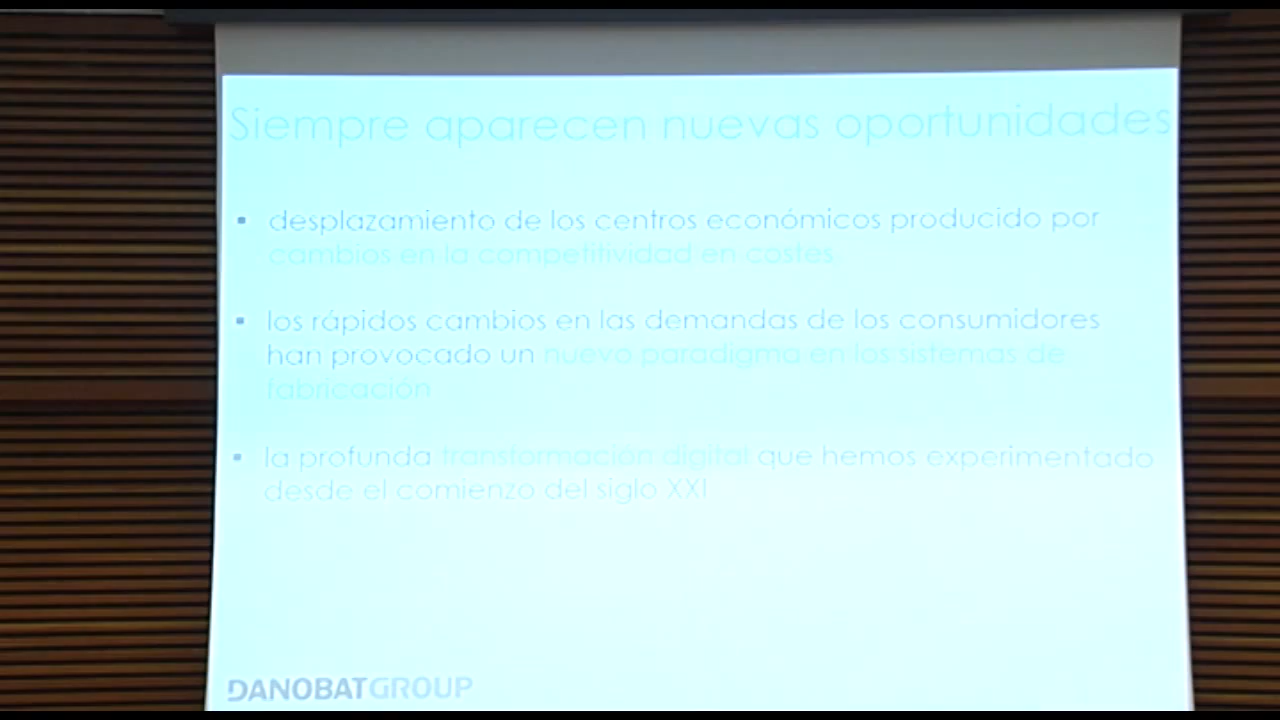 Siempre aparecen nuevas oportunidades
▪ desplazamiento de los centros económicos producido por
cambios en la competitividad en costes
▪ los rápidos cambios en las demandas de los consumidores
han provocado un nuevo paradigma en los sistemas de
fabricación
▪ la profunda transformación digital que hemos experimentado
desde el comienzo del siglo XXI
DANOBATGROUP